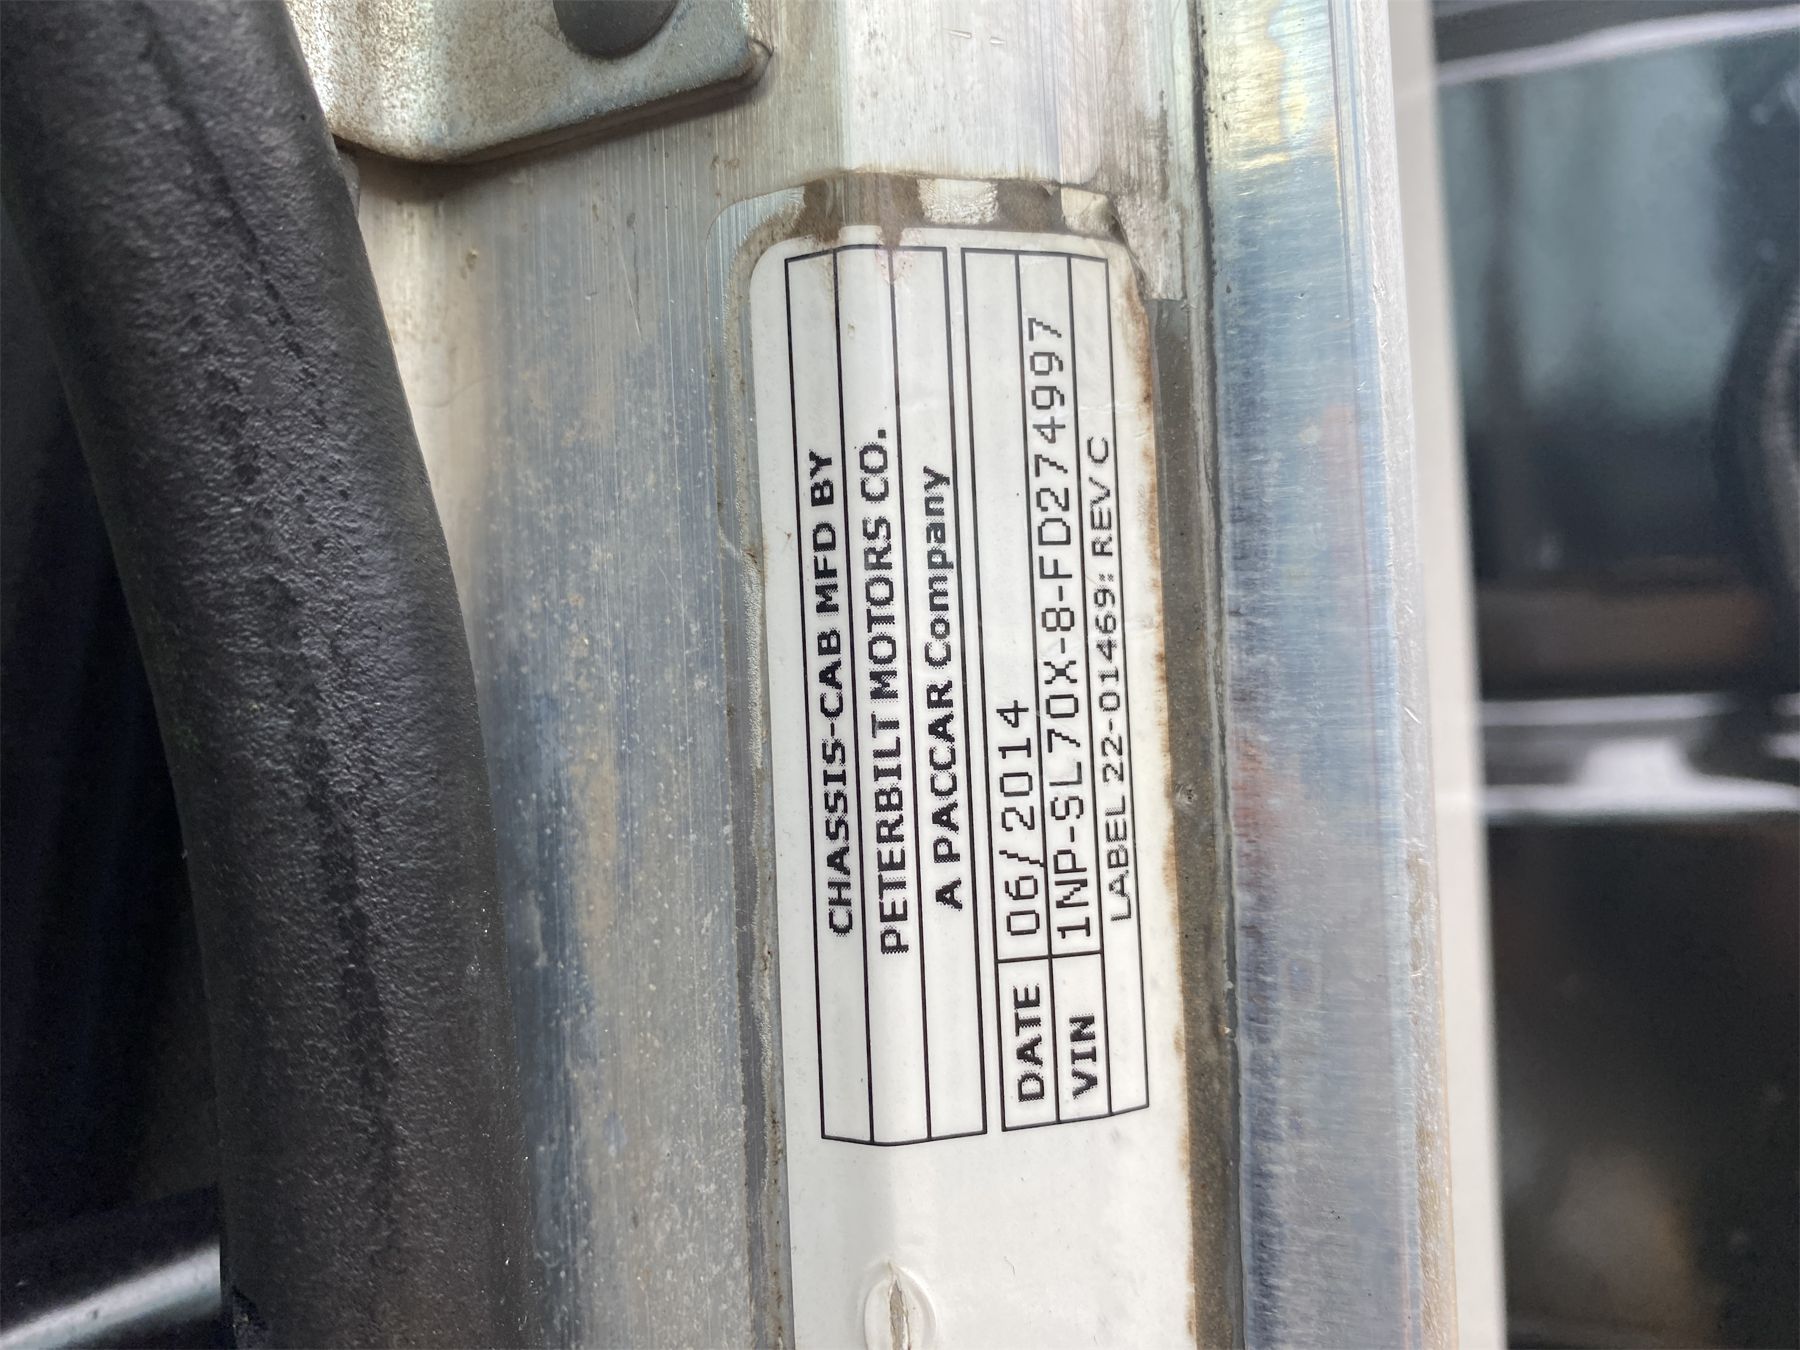 CHASSIS-CAB MFD BY
PETERBILT MOTORS CO.
A PACCAR Company
DATE 06/2014
VIN 1NP-SL70X-8-FD274997
LABEL 22-01469: REV C